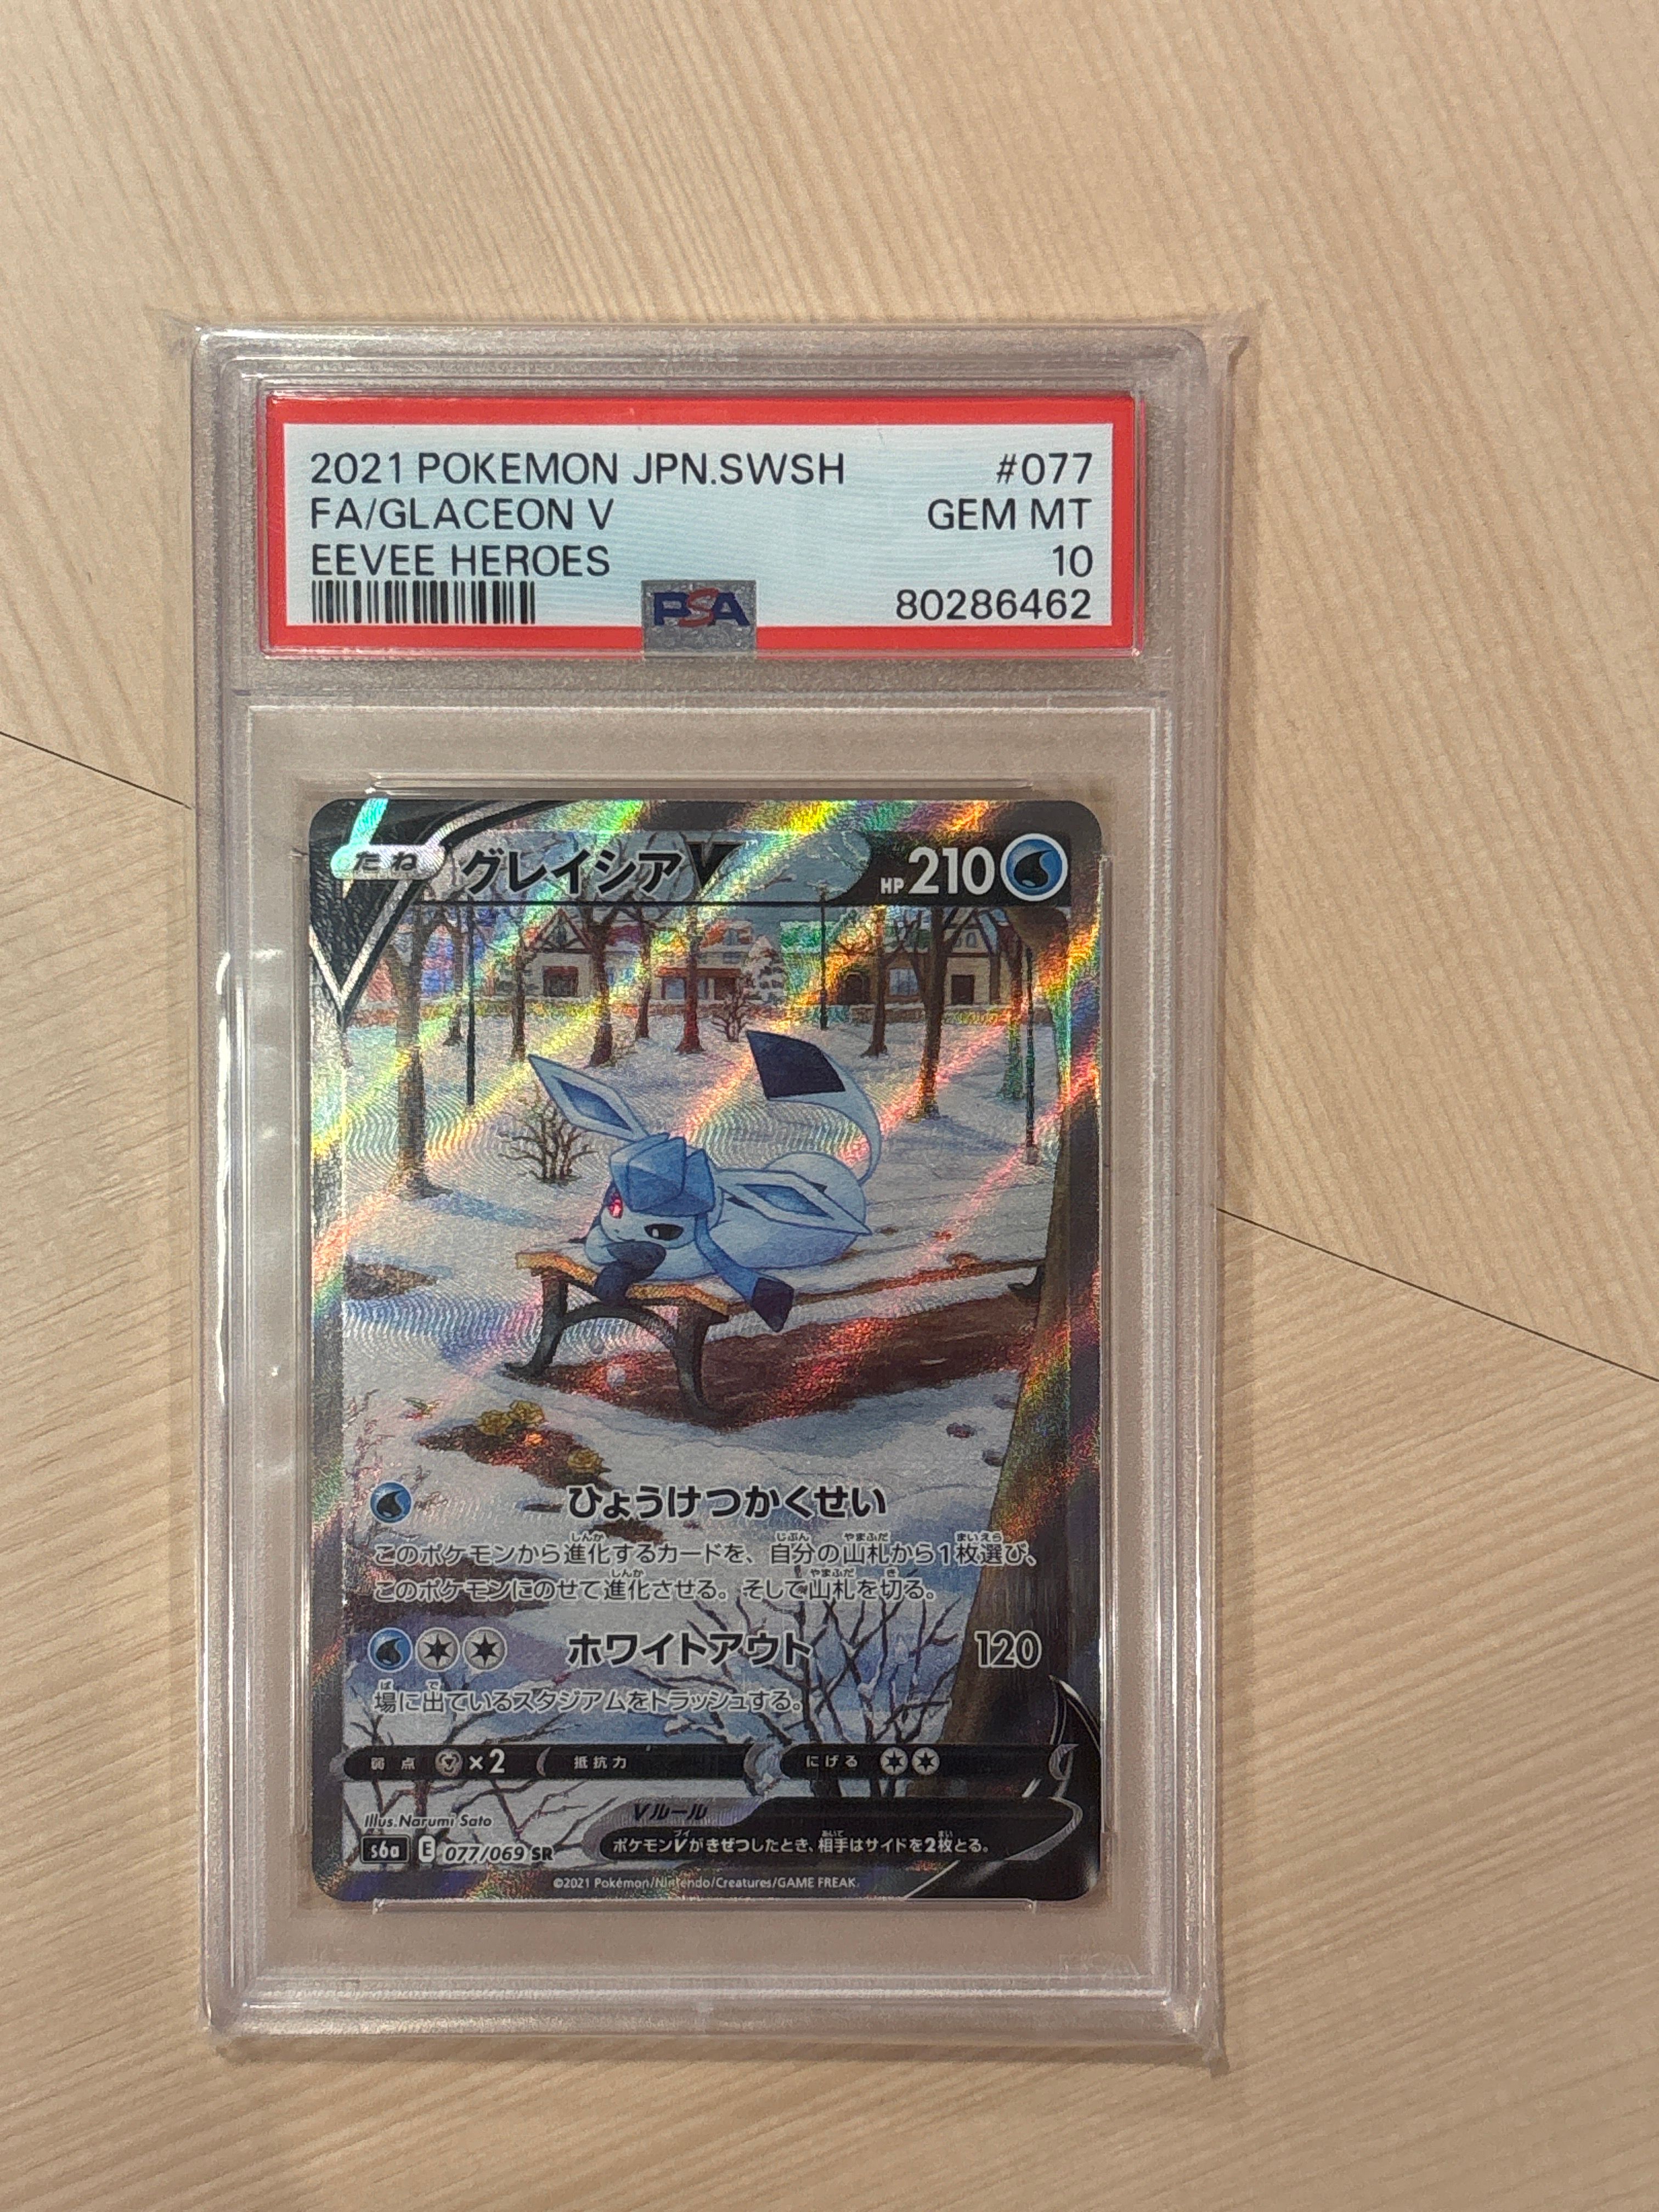 2021 POKEMON JPN.SWSH #077
FA/GLACEON V GEM MT
EEVEE HEROES 10
PSA 80286462
たね グレイシアV HP 210
ひょうけつかくせい
このポケモンから進化するカードを、自分の山札から1枚選び、
このポケモンにのせて進化させる。そして山札を切る。
ホワイトアウト 120
場に出ているスタジアムをトラッシュする。
弱点 ×2 抵抗力 にげる
Illus. Narumi Sato Vルール
s6a E 077/069 SR ポケモンVがきぜつしたとき、相手はサイドを2枚とる。
©2021 Pokémon/Nintendo/Creatures/GAME FREAK.